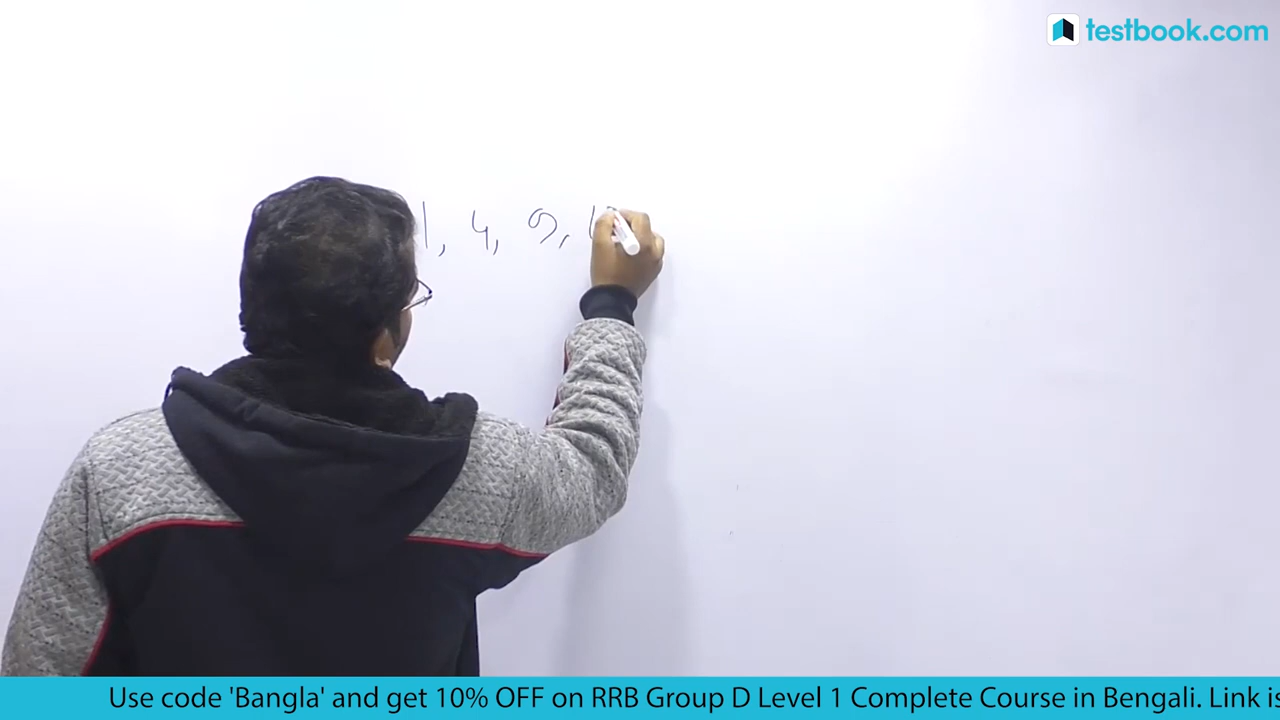 testbook.com
1, 4, 9, 1
Use code 'Bangla' and get 10% OFF on RRB Group D Level 1 Complete Course in Bengali. Link is